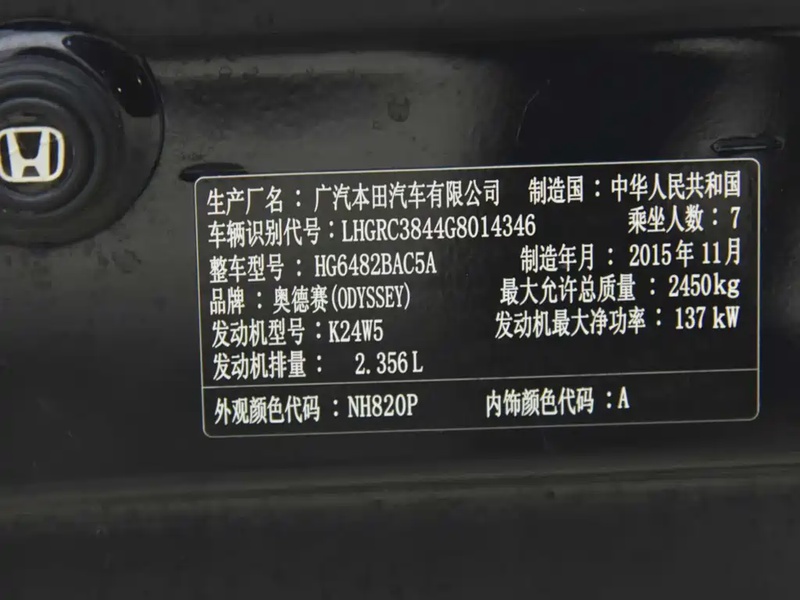 生产厂名：广汽本田汽车有限公司 制造国：中华人民共和国
车辆识别代号：LHGRC3844G8014346 乘坐人数：7
整车型号：HG6482BAC5A 制造年月：2015年11月
品牌：奥德赛(ODYSSEY) 最大允许总质量：2450kg
发动机型号：K24W5 发动机最大净功率：137kW
发动机排量：2.356L
外观颜色代码：NH820P 内饰颜色代码：A